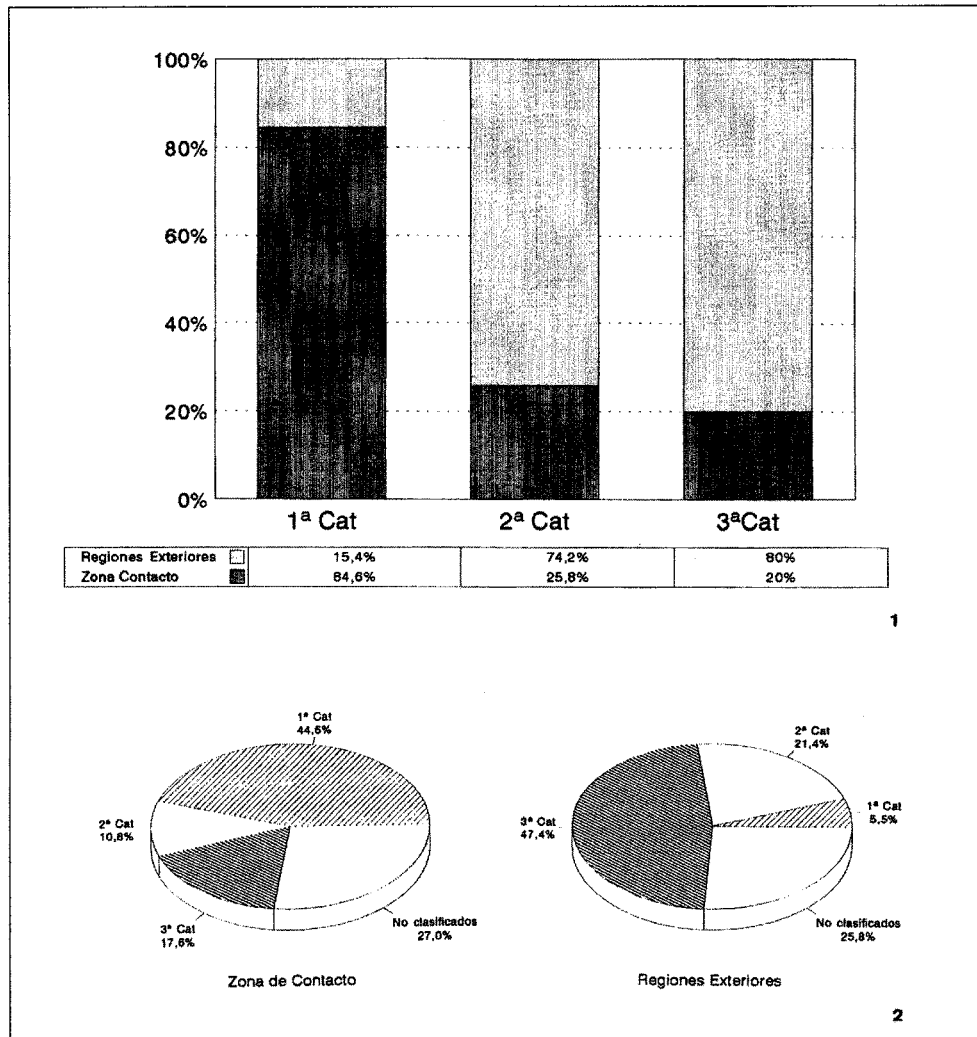 100%
80%
60%
40%
20%
0%
1ª Cat 2ª Cat 3ªCat
Regiones Exteriores 15,4% 74,2% 80%
Zona Contacto 84,6% 25,8% 20%
1
1ª Cat
44,6%
2ª Cat
10,8%
3ª Cat
17,6%
No clasificados
27,0%
Zona de Contacto
2ª Cat
21,4%
1ª Cat
5,5%
3ª Cat
47,4%
No clasificados
25,8%
Regiones Exteriores
2